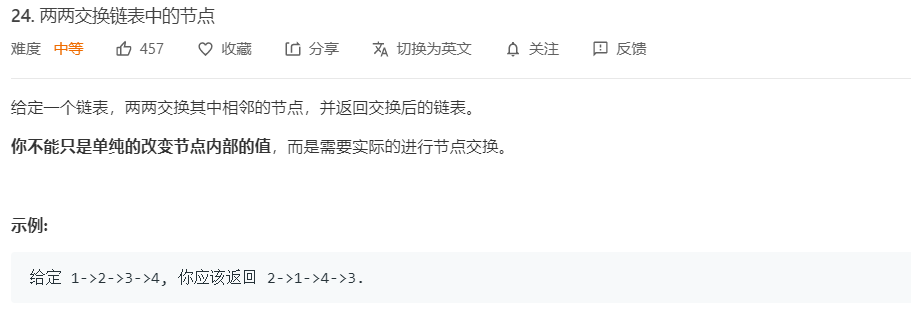 24. 两两交换链表中的节点
难度 中等 457 收藏 分享 切换为英文 关注 反馈
给定一个链表，两两交换其中相邻的节点，并返回交换后的链表。
你不能只是单纯的改变节点内部的值，而是需要实际的进行节点交换。
示例:
给定 1->2->3->4, 你应该返回 2->1->4->3.